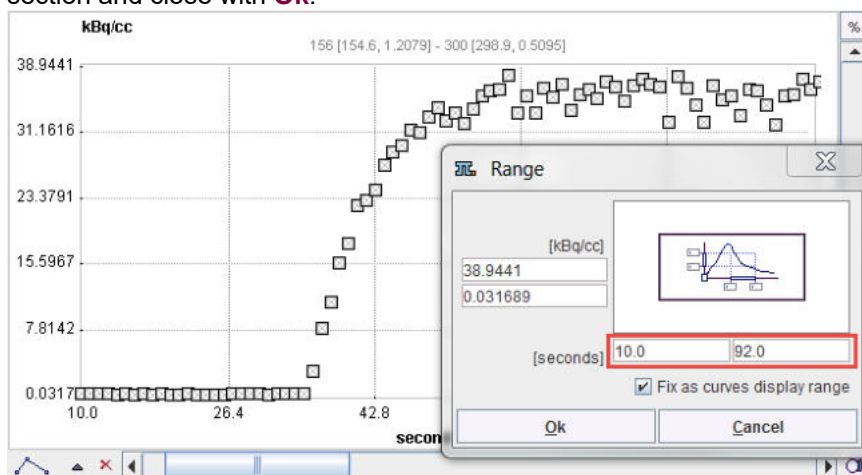 section and close with Ok.
kBq/cc
156 [154.6, 1.2079] - 300 [298.9, 0.5095]
%
38.9441
31.1616
23.3791
15.5967
7.8142
0.0317
10.0 26.4 42.8
secon
Range
[kBq/cc]
38.9441
0.031689
[seconds] 10.0 92.0
Fix as curves display range
Ok Cancel